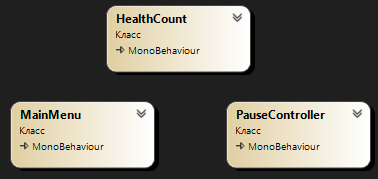 HealthCount
Класс
MonoBehaviour
MainMenu
Класс
MonoBehaviour
PauseController
Класс
MonoBehaviour